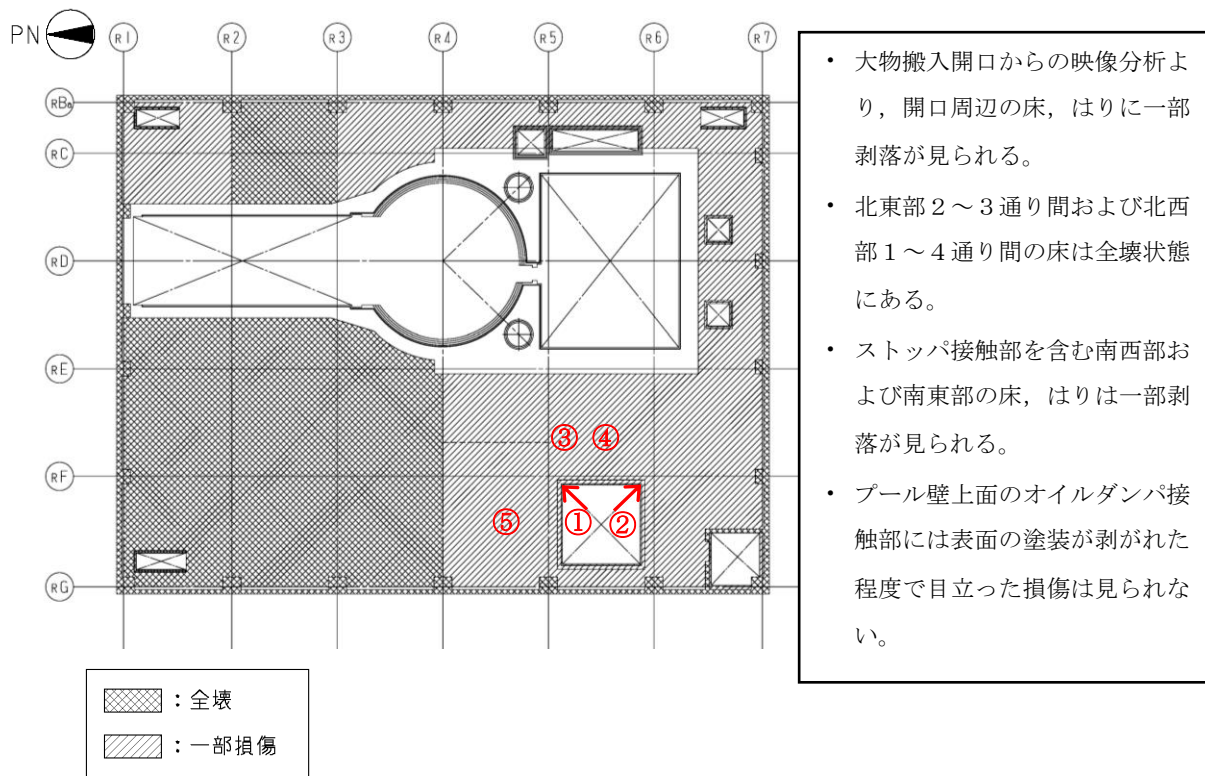 PN
R1 R2 R3 R4 R5 R6 R7
RBa
RC
RD
RE
RF
RG
③ ④
⑤ ① ②
：全壊
：一部損傷
・ 大物搬入開口からの映像分析よ
り，開口周辺の床，はりに一部
剥落が見られる。
・ 北東部２～３通り間および北西
部１～４通り間の床は全壊状態
にある。
・ ストッパ接触部を含む南西部お
よび南東部の床，はりは一部剥
落が見られる。
・ プール壁上面のオイルダンパ接
触部には表面の塗装が剥がれた
程度で目立った損傷は見られな
い。